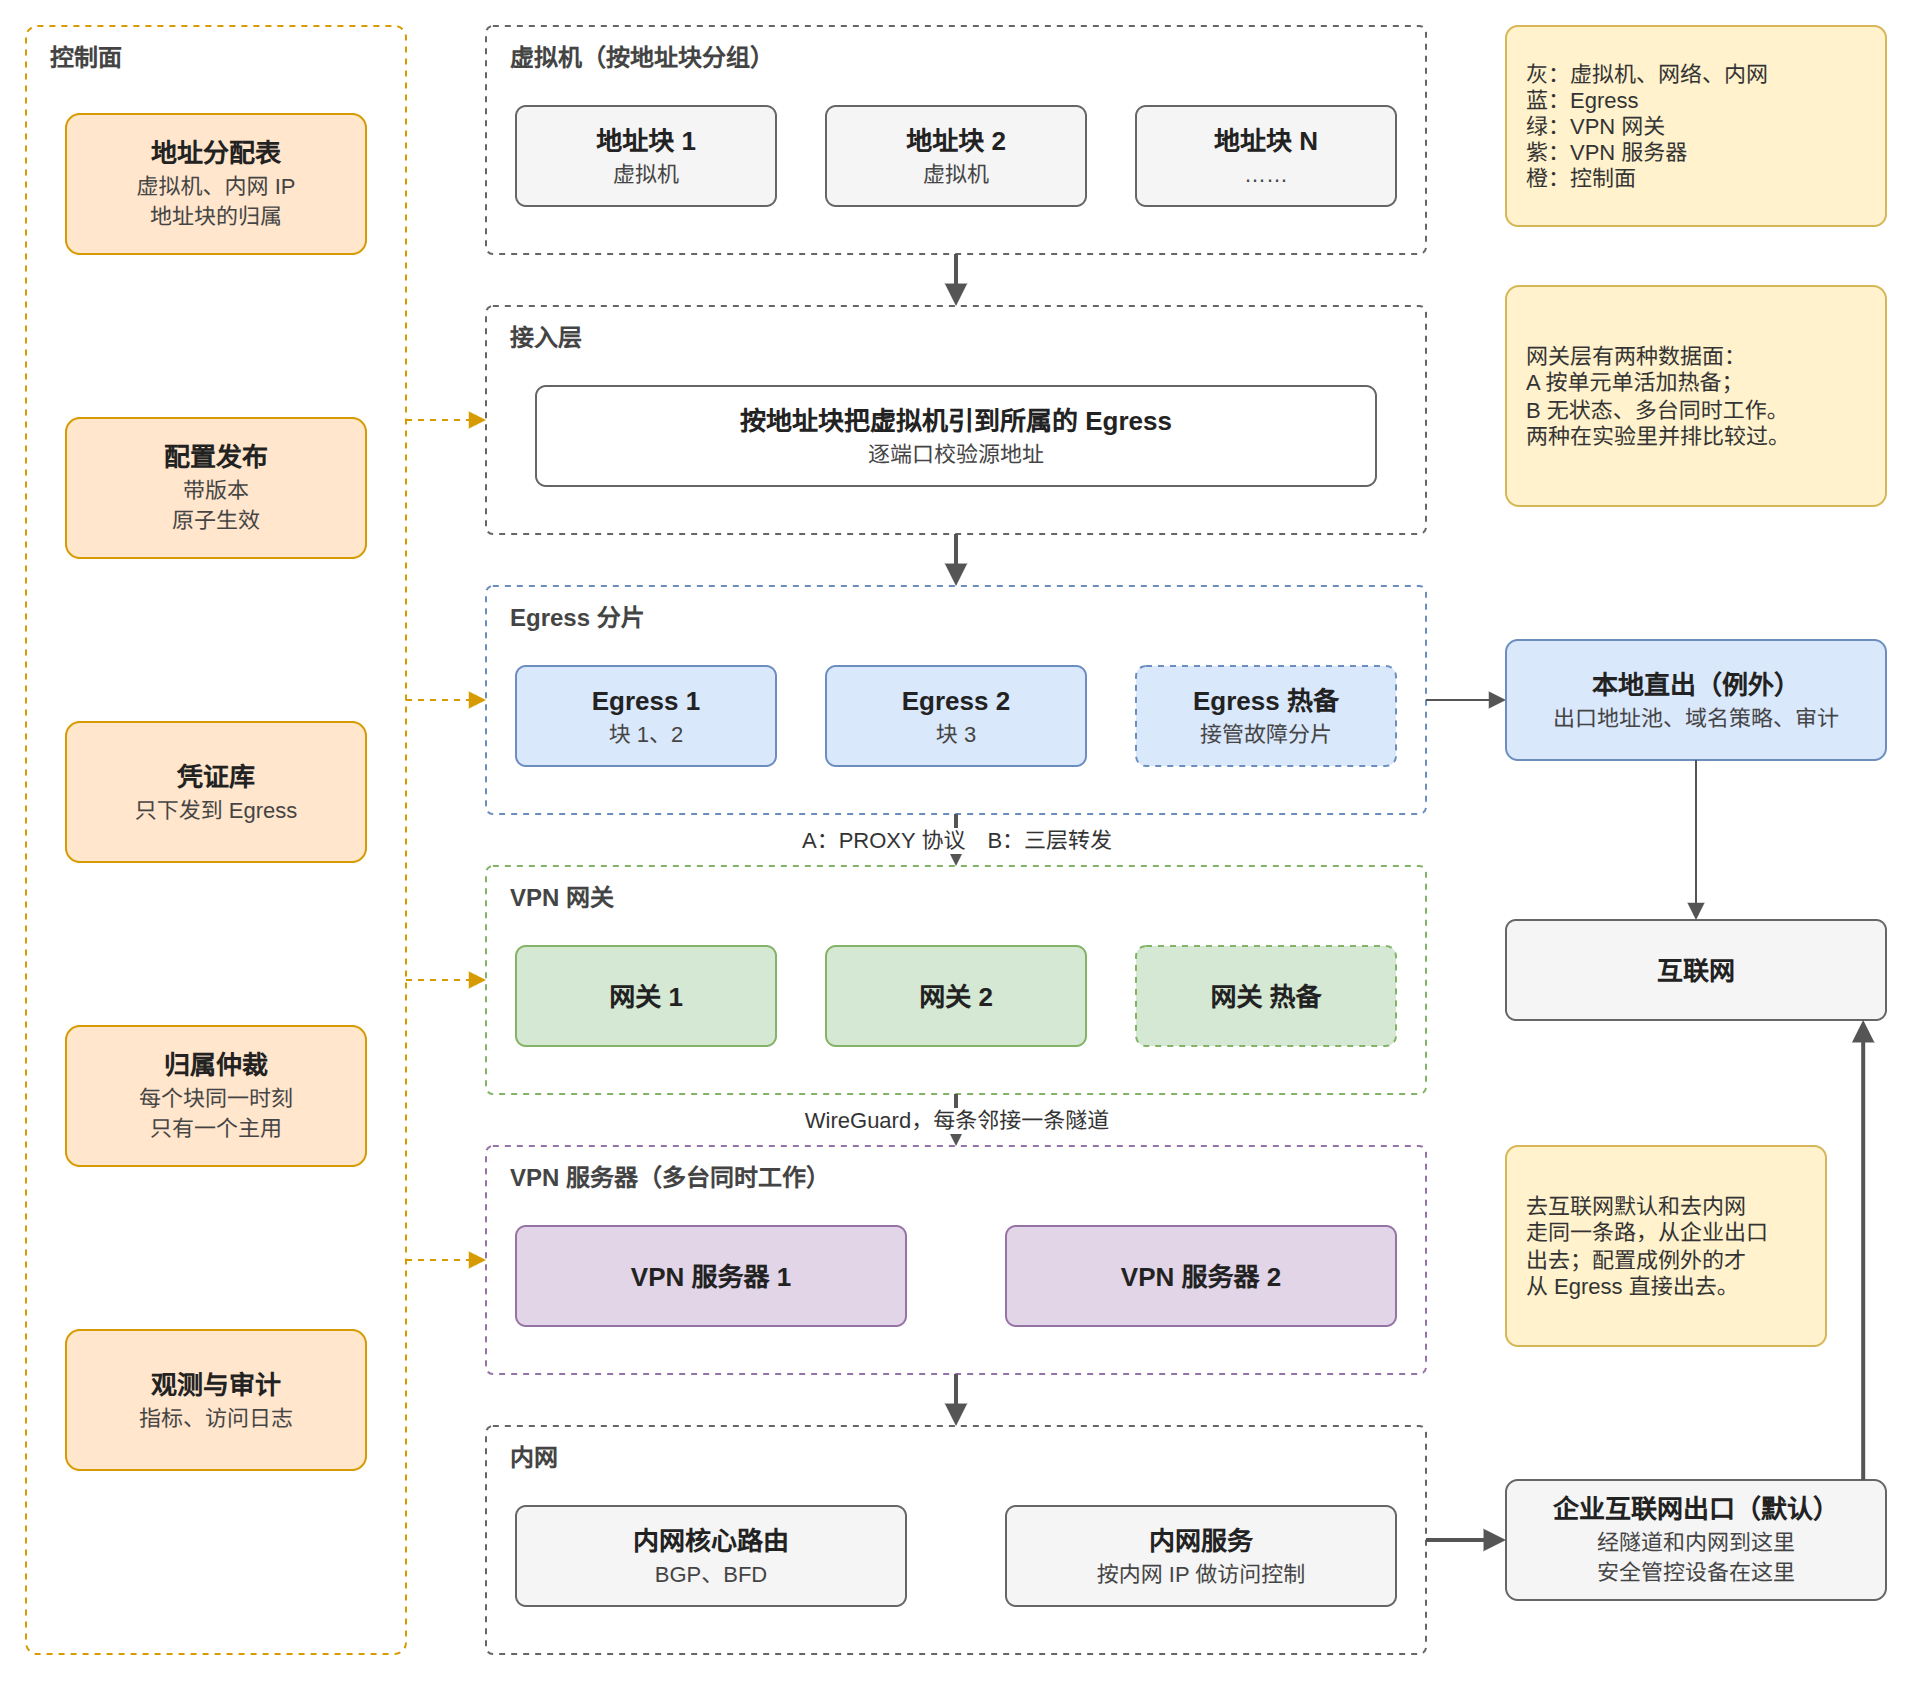 控制面
地址分配表
虚拟机、内网 IP
地址块的归属
配置发布
带版本
原子生效
凭证库
只下发到 Egress
归属仲裁
每个块同一时刻
只有一个主用
观测与审计
指标、访问日志
虚拟机（按地址块分组）
地址块 1
虚拟机
地址块 2
虚拟机
地址块 N
……
接入层
按地址块把虚拟机引到所属的 Egress
逐端口校验源地址
Egress 分片
Egress 1
块 1、2
Egress 2
块 3
Egress 热备
接管故障分片
A：PROXY 协议　B：三层转发
VPN 网关
网关 1
网关 2
网关 热备
WireGuard，每条邻接一条隧道
VPN 服务器（多台同时工作）
VPN 服务器 1
VPN 服务器 2
内网
内网核心路由
BGP、BFD
内网服务
按内网 IP 做访问控制
灰：虚拟机、网络、内网
蓝：Egress
绿：VPN 网关
紫：VPN 服务器
橙：控制面
网关层有两种数据面：
A 按单元单活加热备；
B 无状态、多台同时工作。
两种在实验里并排比较过。
本地直出（例外）
出口地址池、域名策略、审计
互联网
去互联网默认和去内网
走同一条路，从企业出口
出去；配置成例外的才
从 Egress 直接出去。
企业互联网出口（默认）
经隧道和内网到这里
安全管控设备在这里